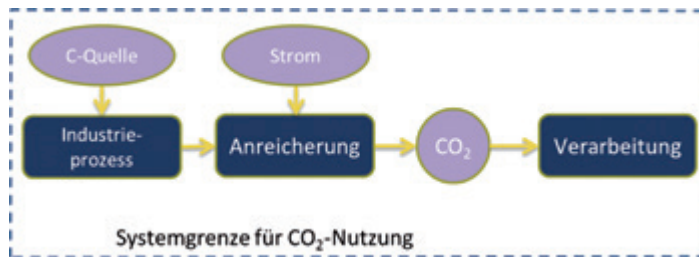 C-Quelle
Strom
Industrie-
prozess
Anreicherung
CO₂
Verarbeitung
Systemgrenze für CO₂-Nutzung